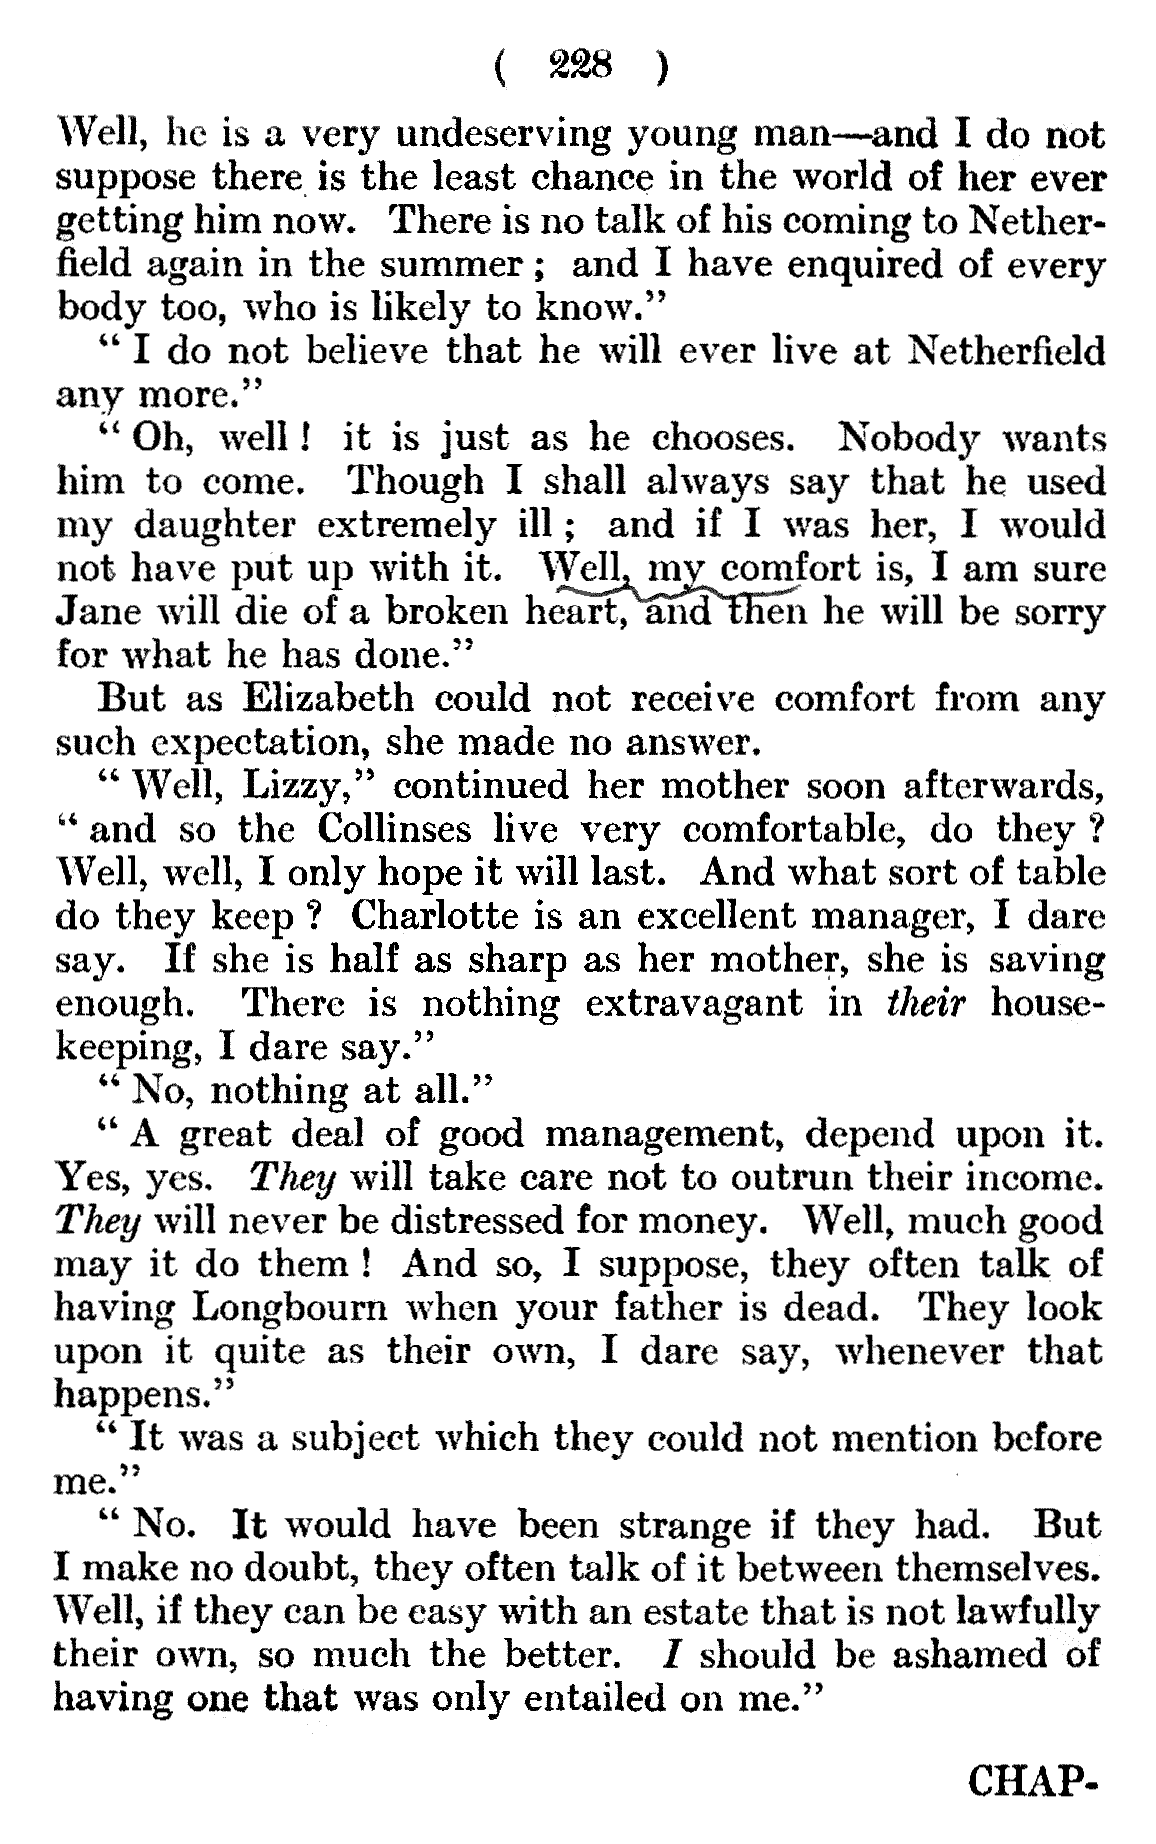 ( 228 )
Well, he is a very undeserving young man—and I do not
suppose there is the least chance in the world of her ever
getting him now. There is no talk of his coming to Nether-
field again in the summer ; and I have enquired of every
body too, who is likely to know.”
“ I do not believe that he will ever live at Netherfield
any more.”
“ Oh, well ! it is just as he chooses. Nobody wants
him to come. Though I shall always say that he used
my daughter extremely ill ; and if I was her, I would
not have put up with it. Well, my comfort is, I am sure
Jane will die of a broken heart, and then he will be sorry
for what he has done.”
But as Elizabeth could not receive comfort from any
such expectation, she made no answer.
“ Well, Lizzy,” continued her mother soon afterwards,
“ and so the Collinses live very comfortable, do they ?
Well, well, I only hope it will last. And what sort of table
do they keep ? Charlotte is an excellent manager, I dare
say. If she is half as sharp as her mother, she is saving
enough. There is nothing extravagant in their house-
keeping, I dare say.”
“ No, nothing at all.”
“ A great deal of good management, depend upon it.
Yes, yes. They will take care not to outrun their income.
They will never be distressed for money. Well, much good
may it do them ! And so, I suppose, they often talk of
having Longbourn when your father is dead. They look
upon it quite as their own, I dare say, whenever that
happens.”
“ It was a subject which they could not mention before
me.”
“ No. It would have been strange if they had. But
I make no doubt, they often talk of it between themselves.
Well, if they can be easy with an estate that is not lawfully
their own, so much the better. I should be ashamed of
having one that was only entailed on me.”
CHAP-